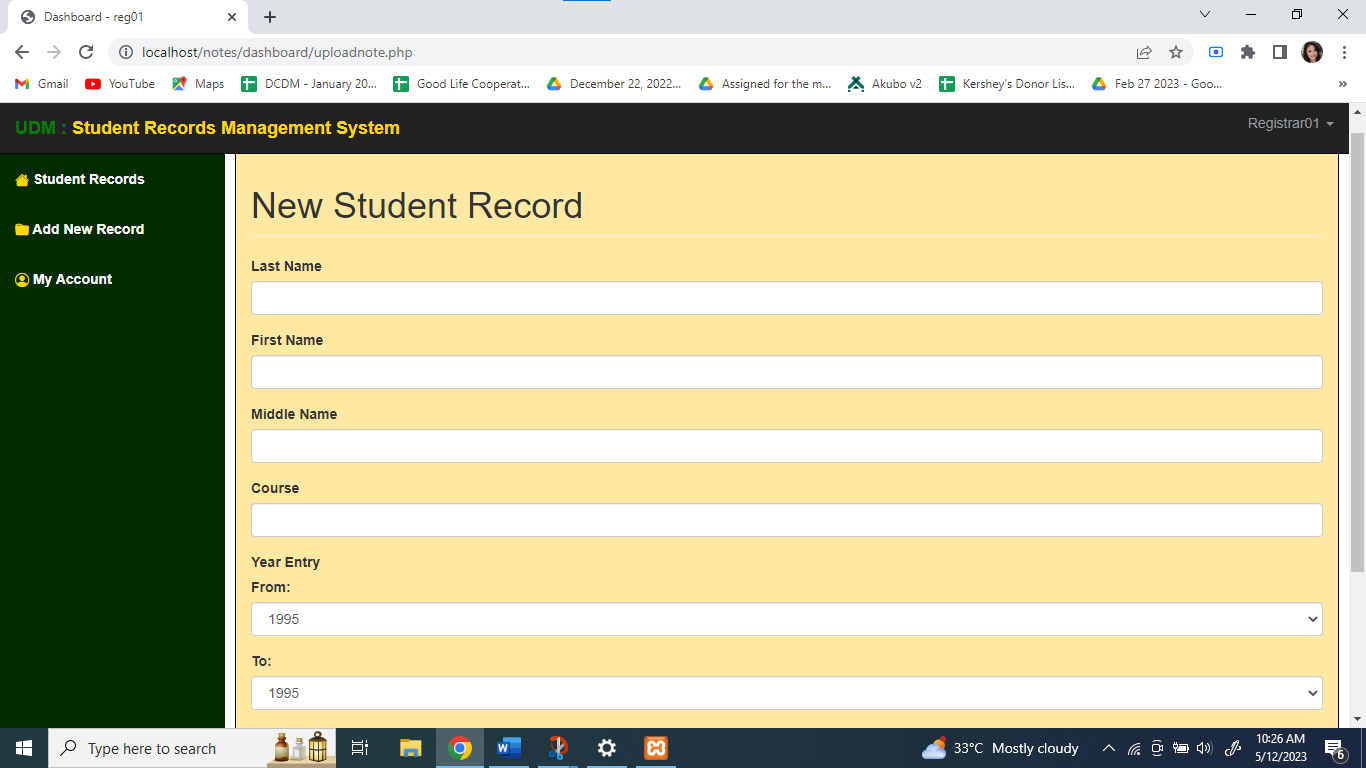 Dashboard - reg01
localhost/notes/dashboard/uploadnote.php
Gmail YouTube Maps DCDM - January 20... Good Life Cooperat... December 22, 2022... Assigned for the m... Akubo v2 Kershey's Donor Lis... Feb 27 2023 - Goo... »
UDM : Student Records Management System Registrar01
Student Records
Add New Record
My Account
New Student Record
Last Name
First Name
Middle Name
Course
Year Entry
From:
1995
To:
1995
Type here to search 33°C Mostly cloudy 10:26 AM
5/12/2023 6